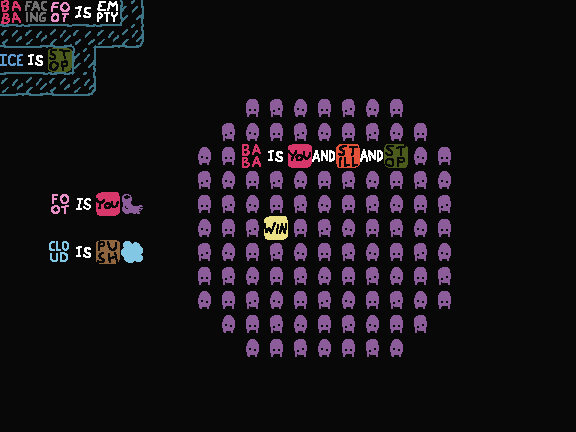 BABA FACING FOOT IS EMPTY
ICE IS STOP
BABA IS YOU AND STILL AND STOP
FOOT IS YOU
WIN
CLOUD IS PUSH